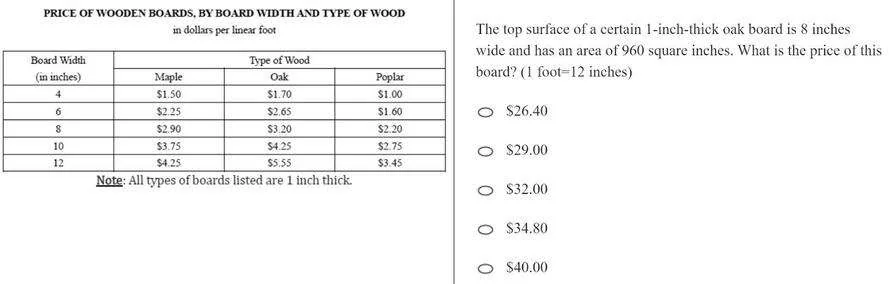 PRICE OF WOODEN BOARDS, BY BOARD WIDTH AND TYPE OF WOOD
in dollars per linear foot
Board Width Type of Wood
(in inches) Maple Oak Poplar
4 $1.50 $1.70 $1.00
6 $2.25 $2.65 $1.60
8 $2.90 $3.20 $2.20
10 $3.75 $4.25 $2.75
12 $4.25 $5.55 $3.45
Note: All types of boards listed are 1 inch thick.
The top surface of a certain 1-inch-thick oak board is 8 inches
wide and has an area of 960 square inches. What is the price of this
board? (1 foot=12 inches)
$26.40
$29.00
$32.00
$34.80
$40.00